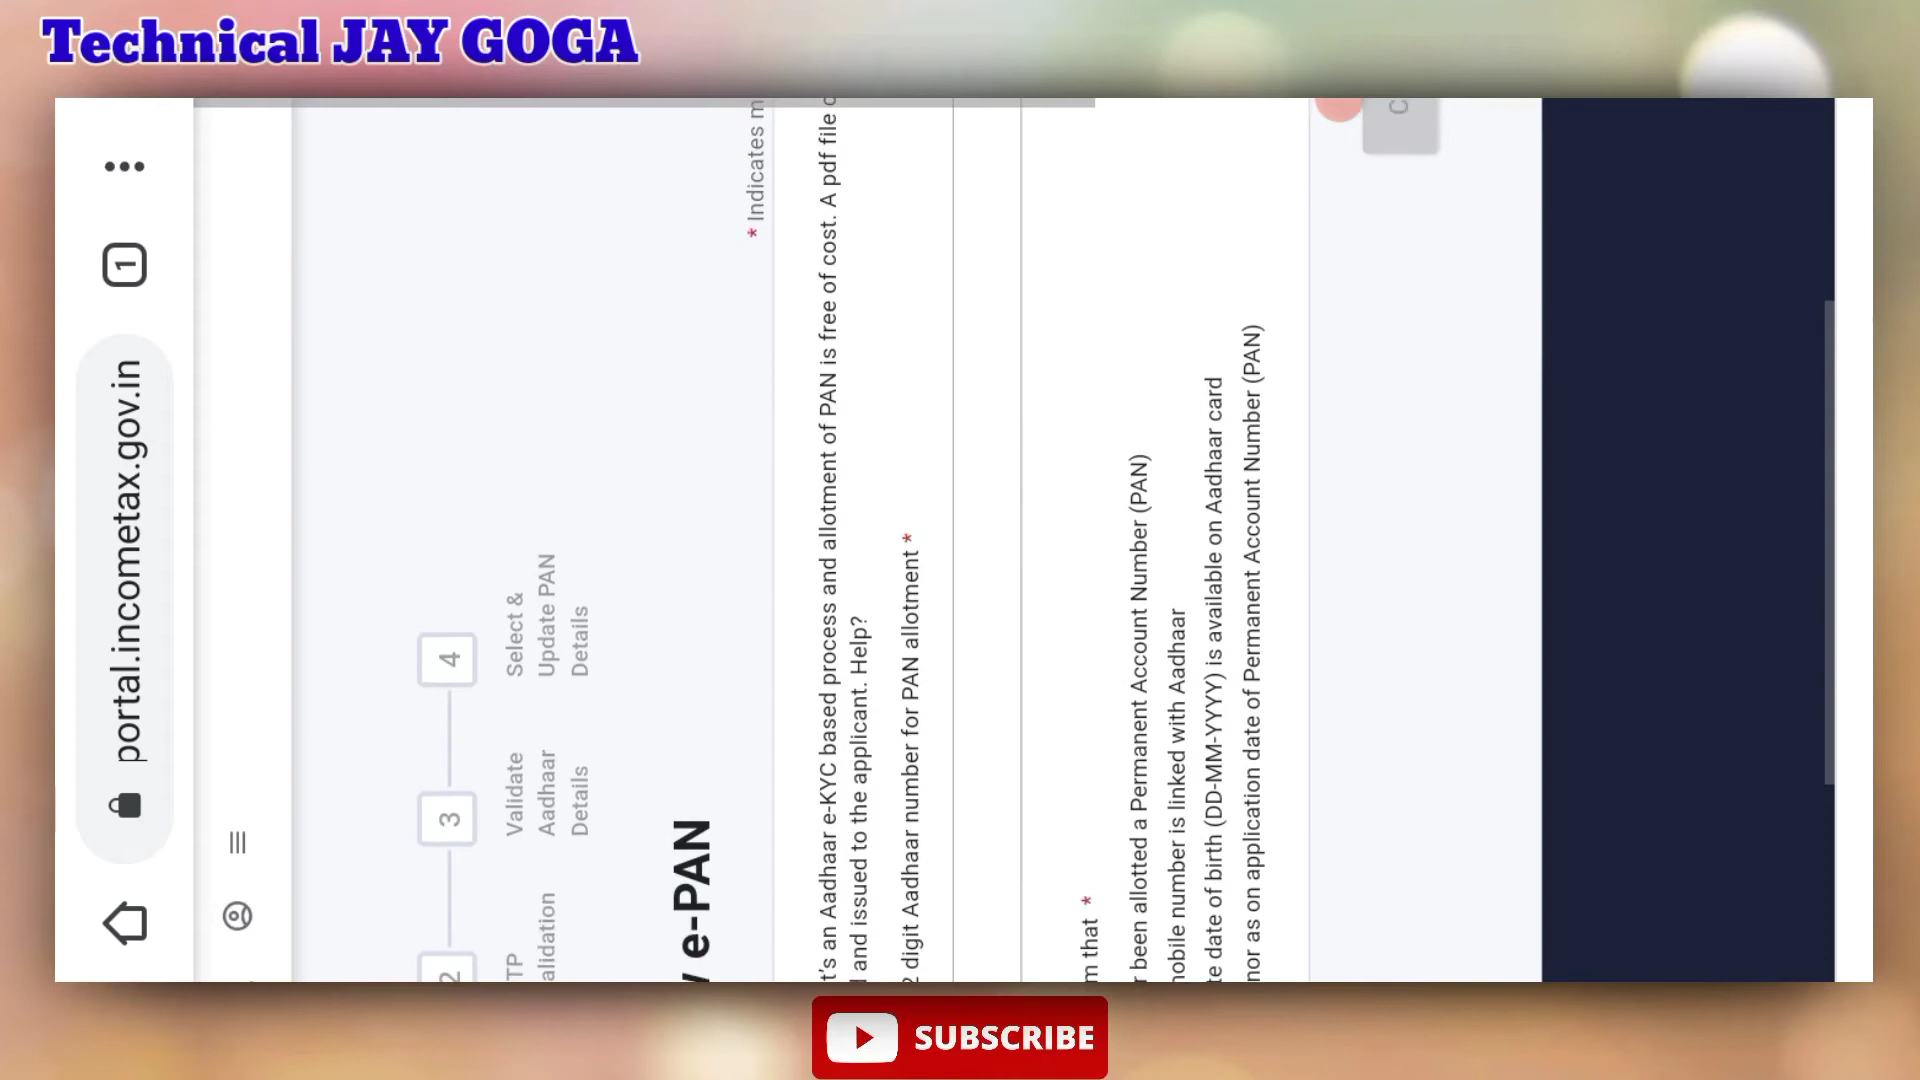 Technical JAY GOGA
portal.incometax.gov.in
1
2
3
4
Validate
Aadhaar
Details
Select &
Update PAN
Details
e-PAN
* Indicates
an Aadhaar e-KYC based process and allotment of PAN is free of cost. A pdf file
and issued to the applicant. Help?
digit Aadhaar number for PAN allotment *
that *
been allotted a Permanent Account Number (PAN)
number is linked with Aadhaar
date of birth (DD-MM-YYYY) is available on Aadhaar card
as on application date of Permanent Account Number (PAN)
SUBSCRIBE